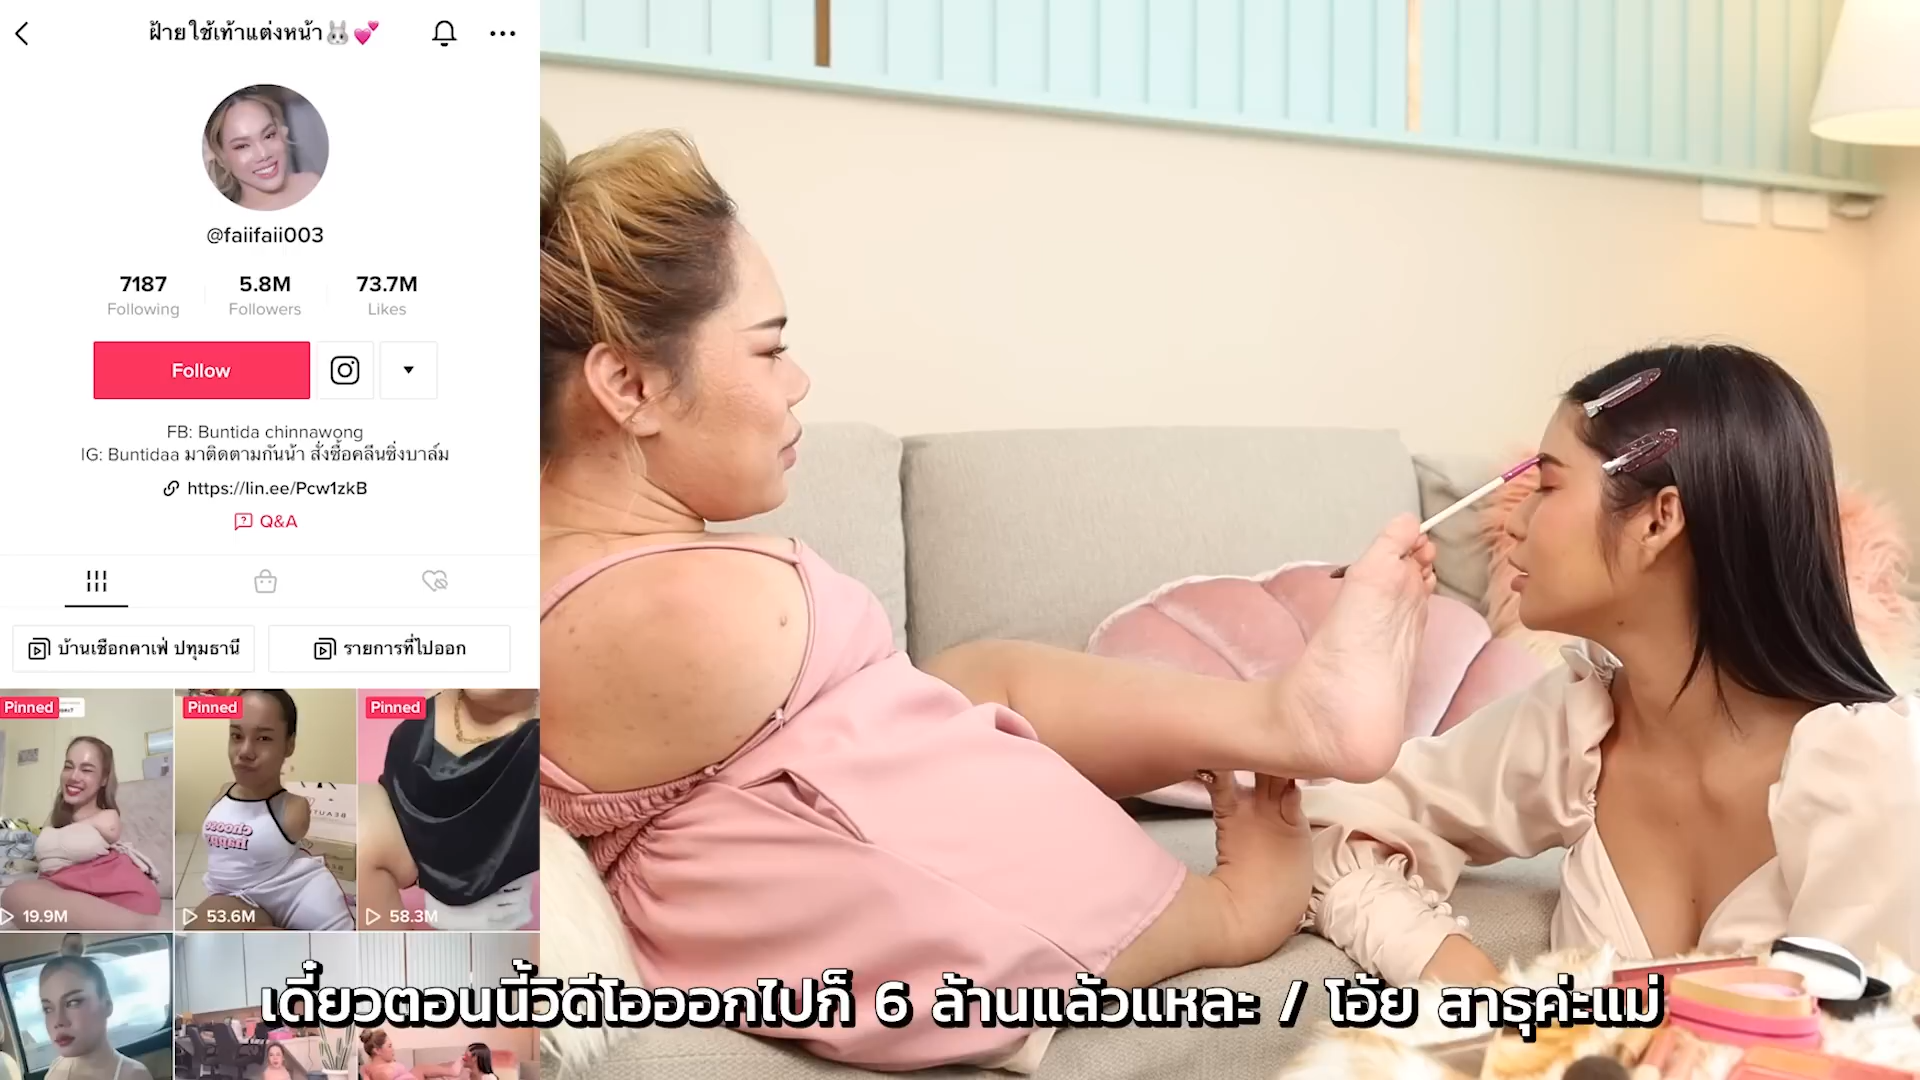 ฝ้ายใช้เท้าแต่งหน้า🐰💕
@faiifaii003
7187 5.8M 73.7M
Following Followers Likes
Follow
FB: Buntida chinnawong
IG: Buntidaa มาติดตามกันน้า สั่งซื้อคลีนซิ่งบาล์ม
https://lin.ee/Pcw1zkB
Q&A
บ้านเชือกคาเฟ่ ปทุมธานี รายการที่ไปออก
Pinned Pinned Pinned
choose
happy
19.9M 53.6M 58.3M
เดี๋ยวตอนนี้วิดีโอออกไปก็ 6 ล้านแล้วแหละ / โอ้ย สาธุค่ะแม่